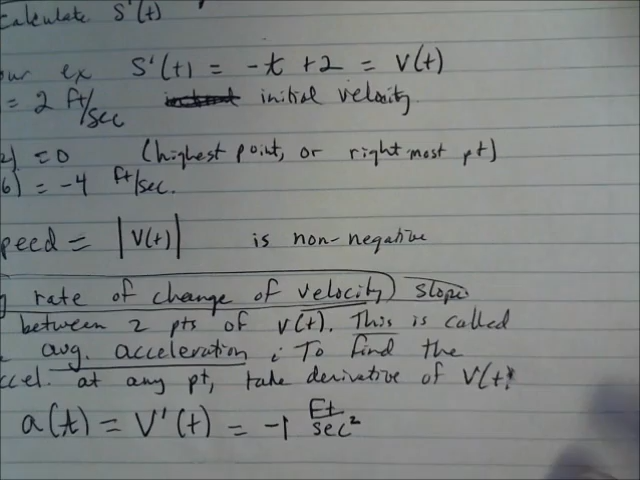 Calculate S'(t)
our ex S'(t) = -t + 2 = V(t)
= 2 ft/sec initial velocity.
2) = 0 (highest point, or right most pt)
6) = -4 ft/sec.
peed = |V(t)| is non-negative
g rate of change of velocity) slope
between 2 pts of V(t). This is called
avg. acceleration ; To find the
ccel. at any pt, take derivative of V(t)
a(t) = V'(t) = -1 Ft/sec²